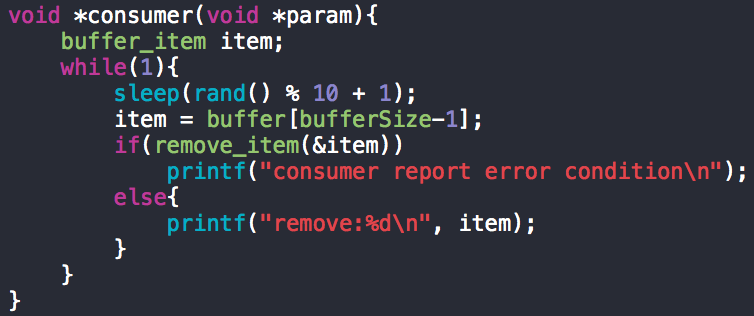 void *consumer(void *param){
    buffer_item item;
    while(1){
        sleep(rand() % 10 + 1);
        item = buffer[bufferSize-1];
        if(remove_item(&item))
            printf("consumer report error condition\n");
        else{
            printf("remove:%d\n", item);
        }
    }
}